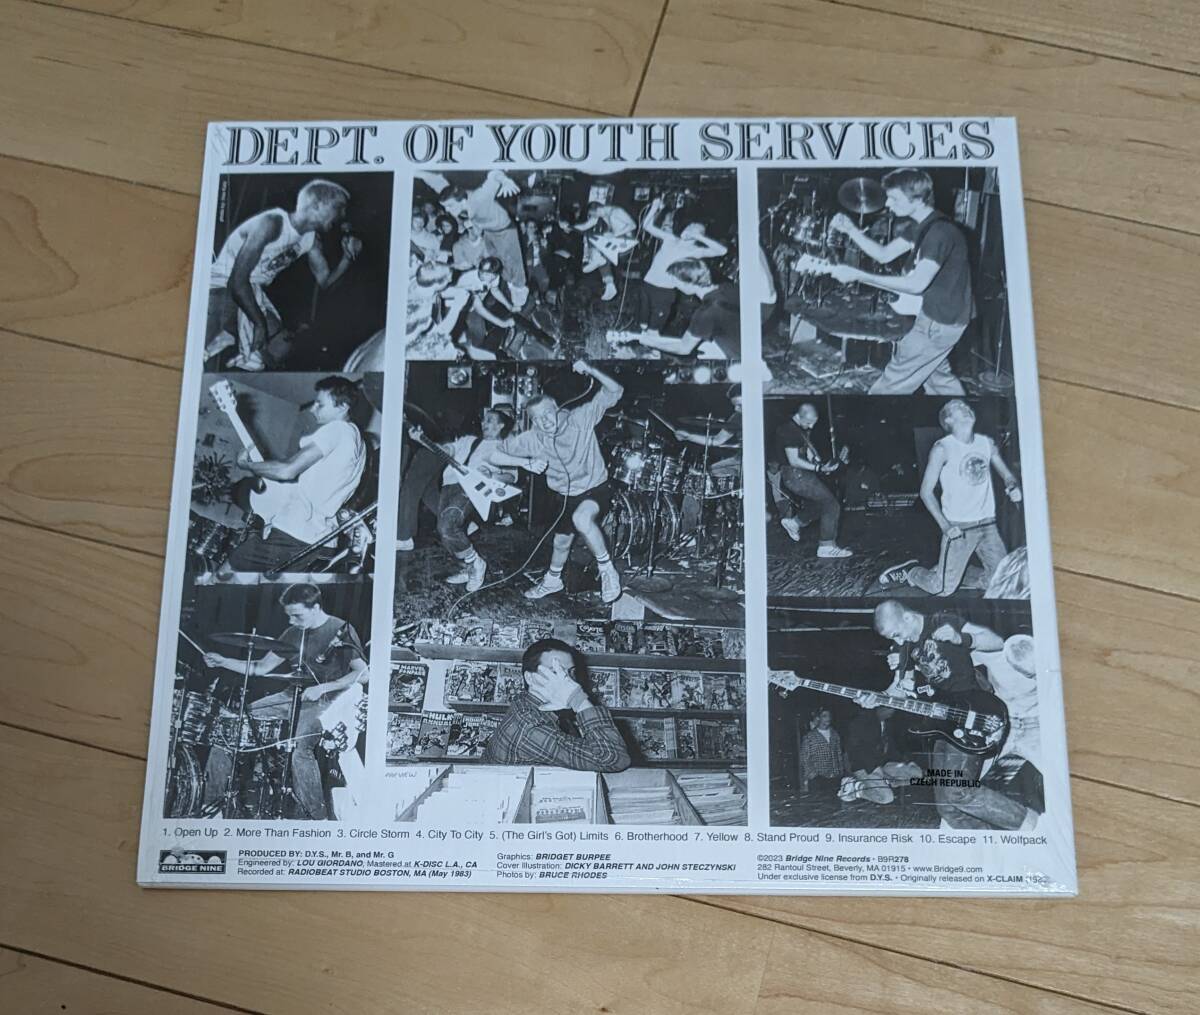 DEPT. OF YOUTH SERVICES
MARVEL
HULK
ANNUAL
MADE IN
CZECH REPUBLIC
1. Open Up 2. More Than Fashion 3. Circle Storm 4. City To City 5. (The Girl's Got) Limits 6. Brotherhood 7. Yellow 8. Stand Proud 9. Insurance Risk 10. Escape 11. Wolfpack
BRIDGE NINE
PRODUCED BY: D.Y.S., Mr. B, and Mr. G
Engineered by: LOU GIORDANO, Mastered at K-DISC L.A., CA
Recorded at: RADIOBEAT STUDIO BOSTON, MA (May 1983)
Graphics: BRIDGET BURPEE
Cover Illustration: DICKY BARRETT AND JOHN STECZYNSKI
Photos by: BRUCE RHODES
©2023 Bridge Nine Records • B9R278
282 Rantoul Street, Beverly, MA 01915 • www.Bridge9.com
Under exclusive license from D.Y.S. • Originally released on X-CLAIM